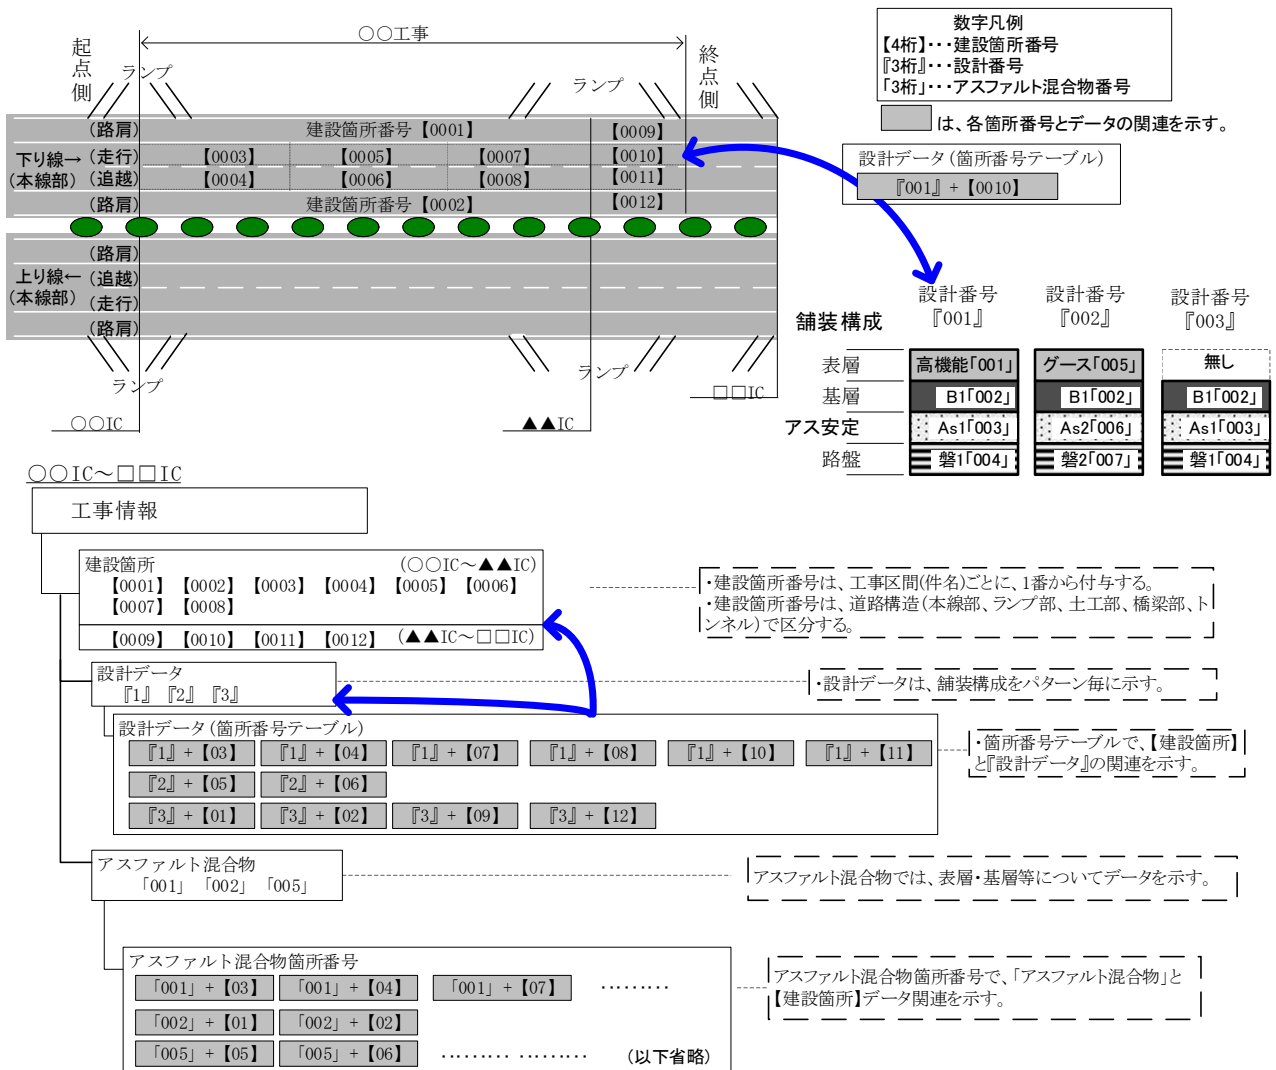 〇〇工事
起点側
終点側
ランプ
ランプ
数字凡例
【4桁】･･･建設箇所番号
『3桁』･･･設計番号
「3桁」･･･アスファルト混合物番号
は、各箇所番号とデータの関連を示す。
(路肩)
建設箇所番号【0001】
【0009】
下り線→
(本線部)
(走行)
【0003】
【0005】
【0007】
【0010】
(追越)
【0004】
【0006】
【0008】
【0011】
(路肩)
建設箇所番号【0002】
【0012】
設計データ(箇所番号テーブル)
『001』+【0010】
上り線←
(本線部)
(路肩)
(追越)
(走行)
(路肩)
ランプ
ランプ
〇〇IC
▲▲IC
□□IC
舗装構成
設計番号
『001』
設計番号
『002』
設計番号
『003』
表層
高機能「001」
グース「005」
無し
基層
B1「002」
B1「002」
B1「002」
アス安定
As1「003」
As2「006」
As1「003」
路盤
磐1「004」
磐2「007」
磐1「004」
〇〇IC～□□IC
工事情報
建設箇所 (〇〇IC～▲▲IC)
【0001】【0002】【0003】【0004】【0005】【0006】
【0007】【0008】
【0009】【0010】【0011】【0012】 (▲▲IC～□□IC)
・建設箇所番号は、工事区間(件名)ごとに、1番から付与する。
・建設箇所番号は、道路構造(本線部、ランプ部、土工部、橋梁部、ト
ンネル)で区分する。
設計データ
『1』『2』『3』
・設計データは、舗装構成をパターン毎に示す。
設計データ(箇所番号テーブル)
『1』+【03】 『1』+【04】 『1』+【07】 『1』+【08】 『1』+【10】 『1』+【11】
『2』+【05】 『2』+【06】
『3』+【01】 『3』+【02】 『3』+【09】 『3』+【12】
・箇所番号テーブルで、【建設箇所】
と『設計データ』の関連を示す。
アスファルト混合物
「001」「002」「005」
アスファルト混合物では、表層・基層等についてデータを示す。
アスファルト混合物箇所番号
「001」+【03】 「001」+【04】 「001」+【07】 ‥‥‥‥‥
「002」+【01】 「002」+【02】
「005」+【05】 「005」+【06】 ‥‥‥‥‥ ‥‥‥‥‥ (以下省略)
アスファルト混合物箇所番号で、「アスファルト混合物」と
【建設箇所】データ関連を示す。